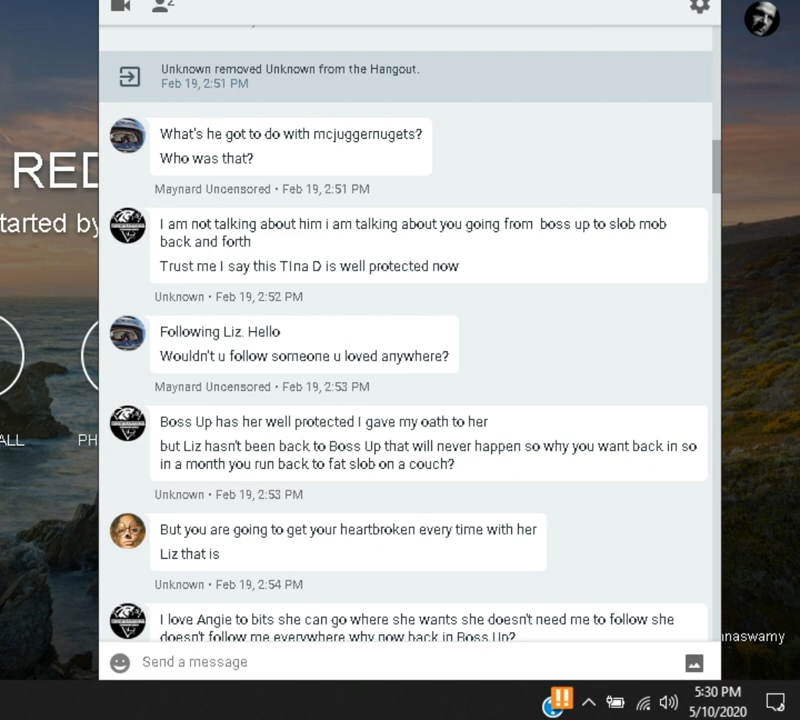 2
Unknown removed Unknown from the Hangout.
Feb 19, 2:51 PM
What's he got to do with mcjuggernugets?
Who was that?
Maynard Uncensored • Feb 19, 2:51 PM
I am not talking about him i am talking about you going from boss up to slob mob
back and forth
Trust me I say this TIna D is well protected now
Unknown • Feb 19, 2:52 PM
Following Liz. Hello
Wouldn't u follow someone u loved anywhere?
Maynard Uncensored • Feb 19, 2:53 PM
Boss Up has her well protected I gave my oath to her
but Liz hasn't been back to Boss Up that will never happen so why you want back in so
in a month you run back to fat slob on a couch?
Unknown • Feb 19, 2:53 PM
But you are going to get your heartbroken every time with her
Liz that is
Unknown • Feb 19, 2:54 PM
I love Angie to bits she can go where she wants she doesn't need me to follow she
doesn't follow me everywhere why now back in Boss Up?
Send a message
RED
tarted by
ALL
PH
nnaswamy
5:30 PM
5/10/2020